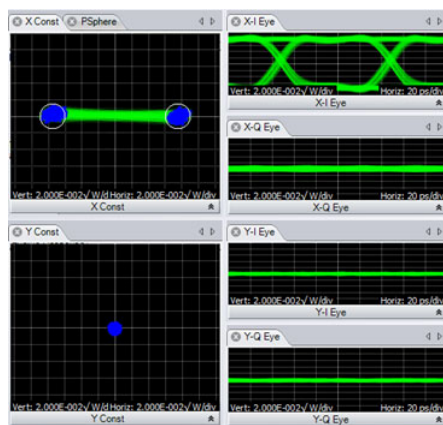 X Const PSphere
Vert: 2.000E-002√ W/d Horiz: 2.000E-002√ W/div
X Const
X-I Eye
Vert: 2.000E-002√ W/div Horiz: 20 ps/div
X-I Eye
X-Q Eye
Vert: 2.000E-002√ W/div Horiz: 20 ps/div
X-Q Eye
Y Const
Vert: 2.000E-002√ W/d Horiz: 2.000E-002√ W/div
Y Const
Y-I Eye
Vert: 2.000E-002√ W/div Horiz: 20 ps/div
Y-I Eye
Y-Q Eye
Vert: 2.000E-002√ W/div Horiz: 20 ps/div
Y-Q Eye